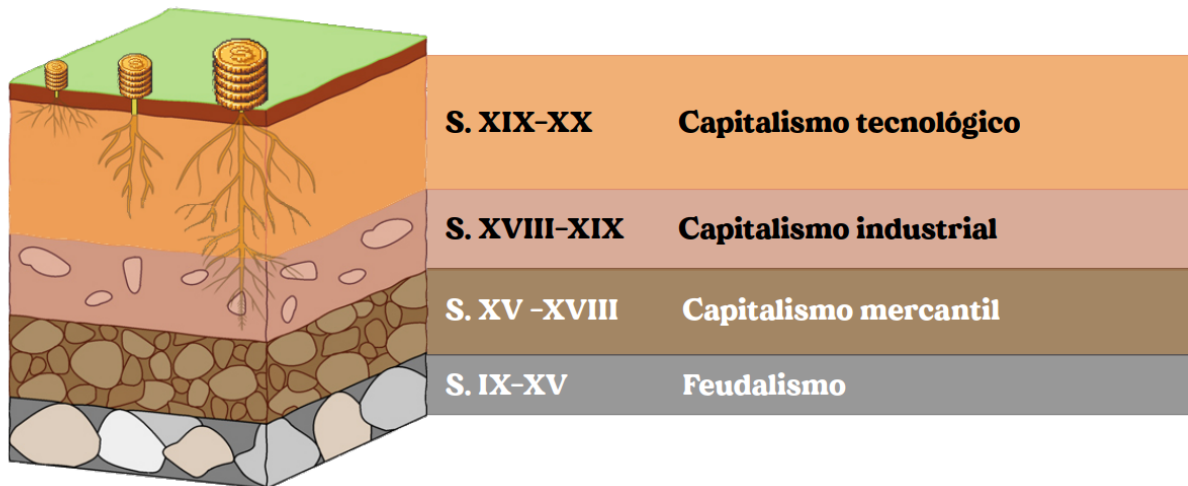 S. XIX–XX Capitalismo tecnológico
S. XVIII–XIX Capitalismo industrial
S. XV –XVIII Capitalismo mercantil
S. IX–XV Feudalismo